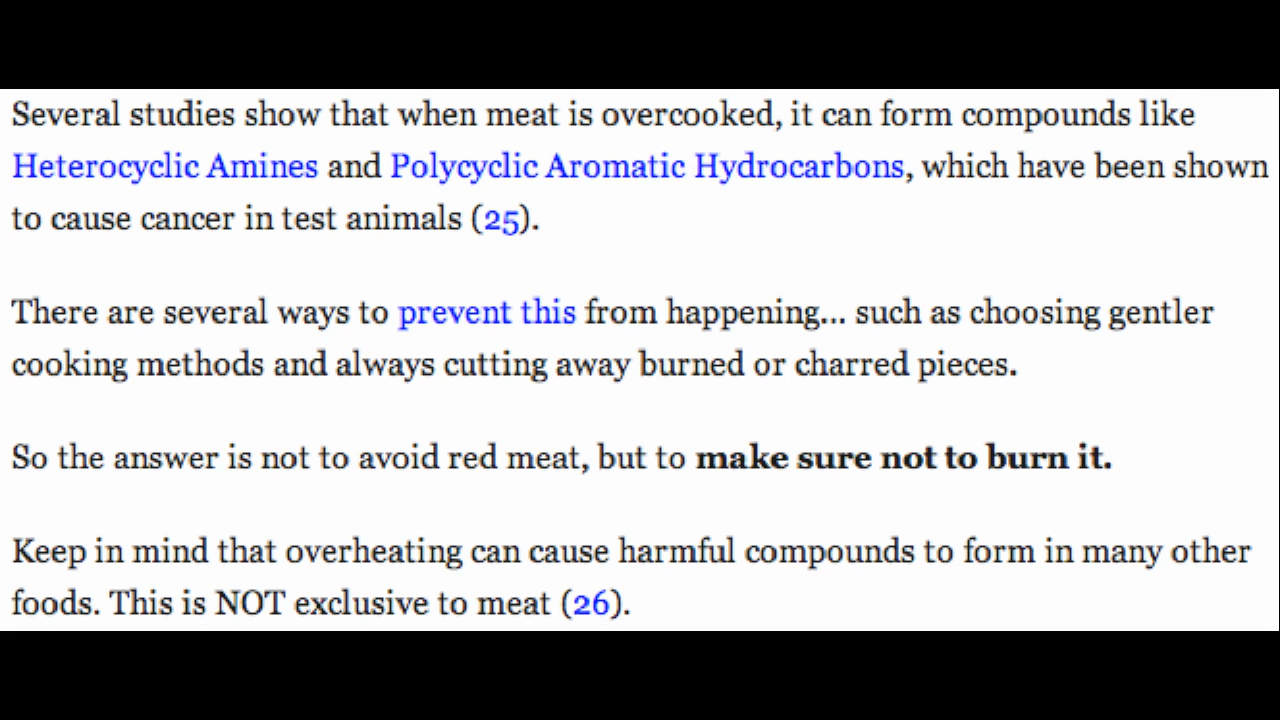 Several studies show that when meat is overcooked, it can form compounds like
Heterocyclic Amines and Polycyclic Aromatic Hydrocarbons, which have been shown
to cause cancer in test animals (25).
There are several ways to prevent this from happening... such as choosing gentler
cooking methods and always cutting away burned or charred pieces.
So the answer is not to avoid red meat, but to make sure not to burn it.
Keep in mind that overheating can cause harmful compounds to form in many other
foods. This is NOT exclusive to meat (26).